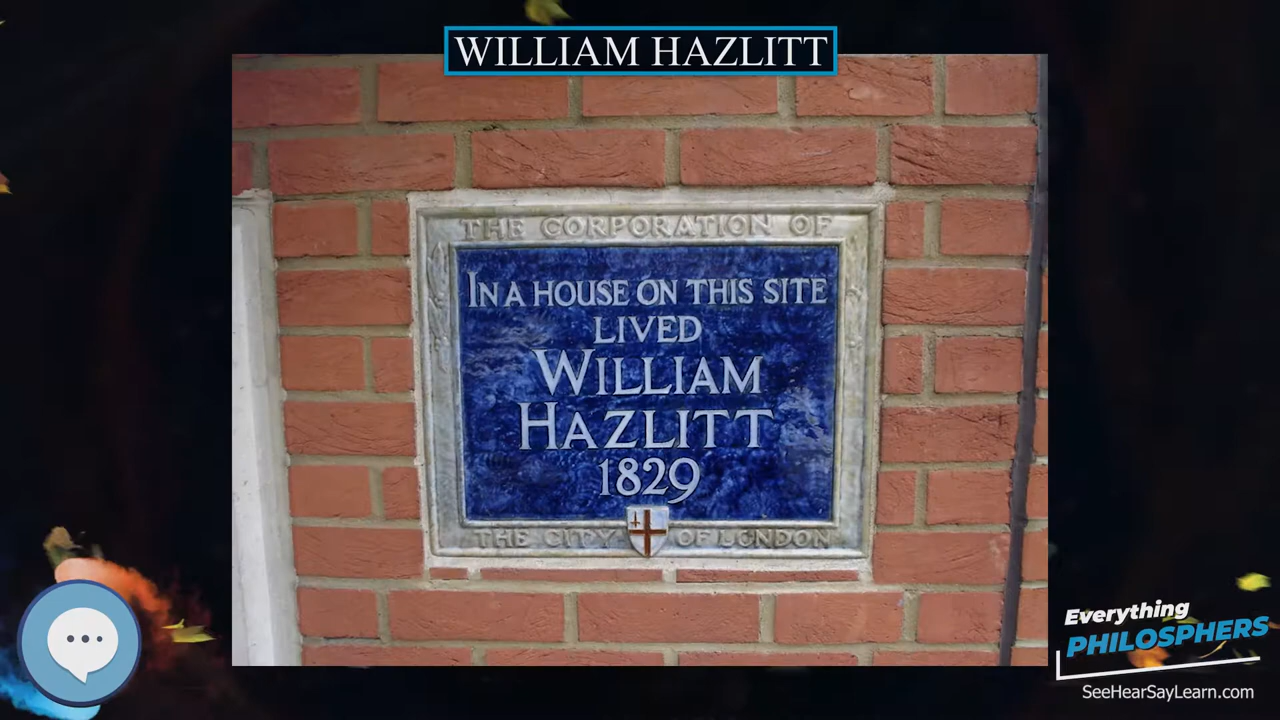 WILLIAM HAZLITT
THE CORPORATION OF
IN A HOUSE ON THIS SITE
LIVED
WILLIAM
HAZLITT
1829
THE CITY OF LONDON
Everything
PHILOSPHERS
SeeHearSayLearn.com